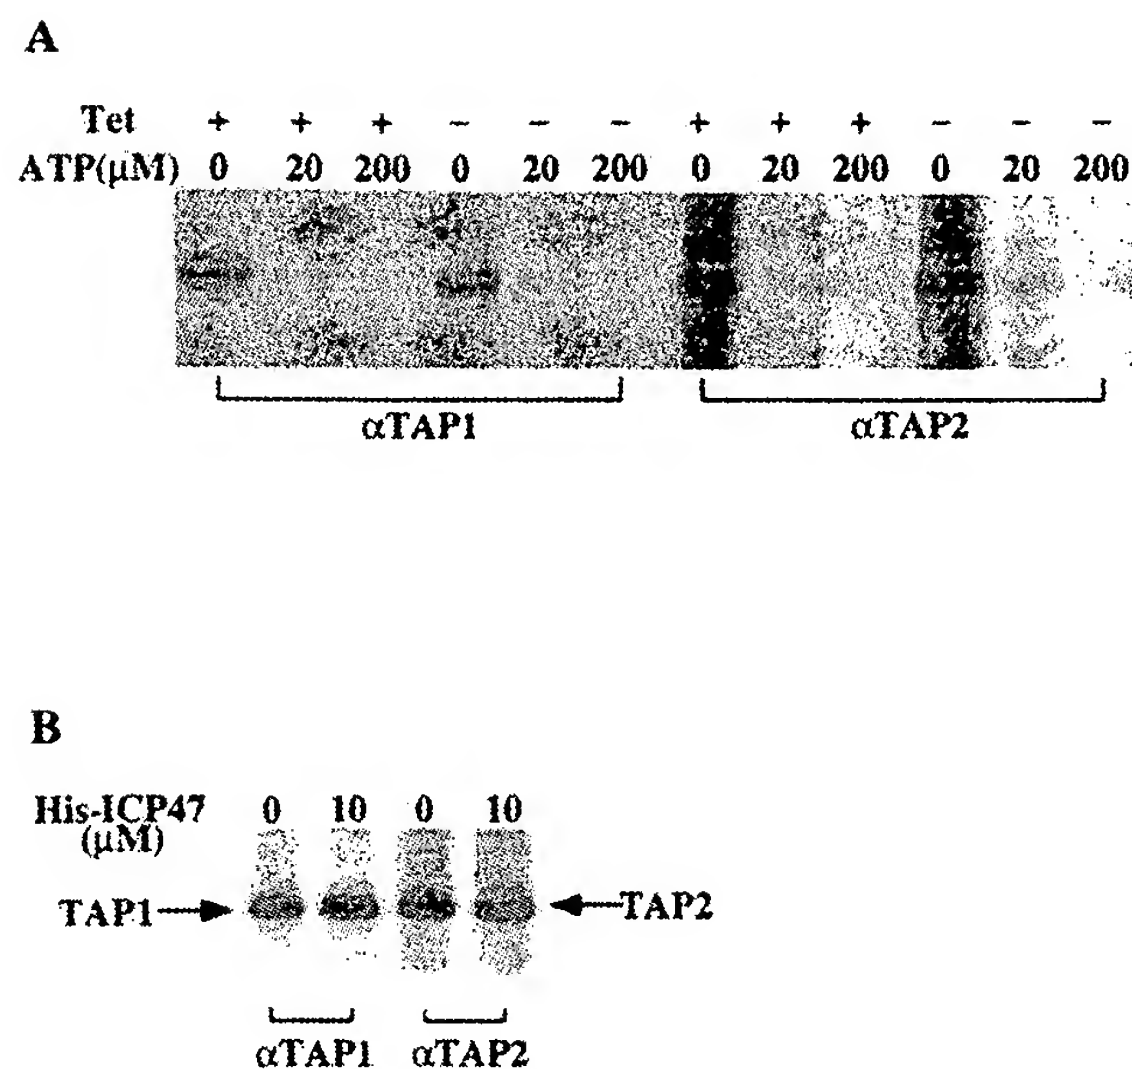 A
Tet + + + - - - + + + - - -
ATP(μM) 0 20 200 0 20 200 0 20 200 0 20 200
αTAP1 αTAP2
B
His-ICP47 0 10 0 10
(μM)
TAP1 TAP2
αTAP1 αTAP2